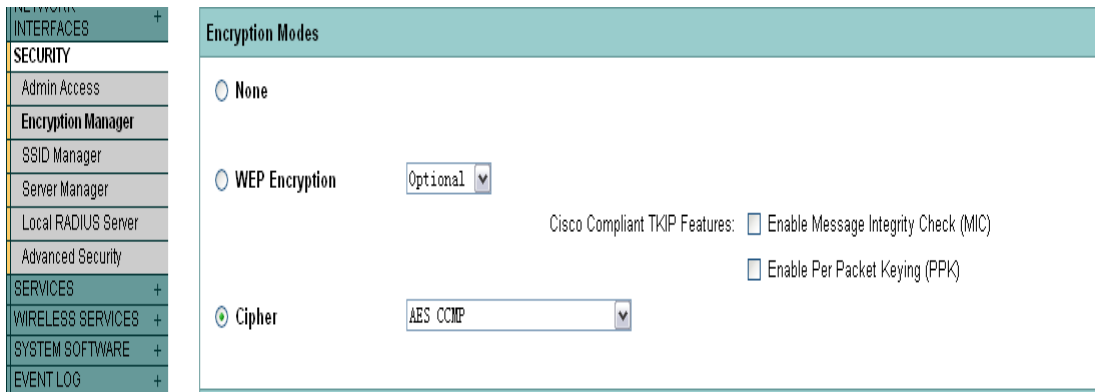 NETWORK
INTERFACES +
SECURITY
Admin Access
Encryption Manager
SSID Manager
Server Manager
Local RADIUS Server
Advanced Security
SERVICES +
WIRELESS SERVICES +
SYSTEM SOFTWARE +
EVENT LOG +
Encryption Modes
None
WEP Encryption Optional
Cisco Compliant TKIP Features: Enable Message Integrity Check (MIC)
Enable Per Packet Keying (PPK)
Cipher AES CCMP